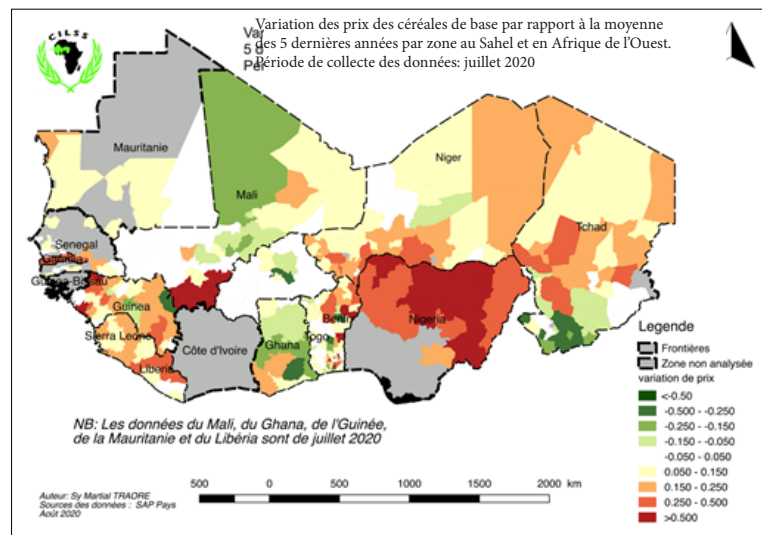 CILSS
Var
5 d
Pér
Variation des prix des céréales de base par rapport à la moyenne
des 5 dernières années par zone au Sahel et en Afrique de l'Ouest.
Période de collecte des données: juillet 2020
Mauritanie
Mali
Niger
Tchad
Senegal
Gambia
Guinea-Bissau
Guinea
Sierra Leone
Liberia
Côte d'Ivoire
Ghana
Togo
Benin
Nigeria
Legende
Frontières
Zone non analysée
variation de prix
<-0.50
-0.500 - -0.250
-0.250 - -0.150
-0.150 - -0.050
-0.050 - 0.050
0.050 - 0.150
0.150 - 0.250
0.250 - 0.500
>0.500
NB: Les données du Mali, du Ghana, de l'Guinée,
de la Mauritanie et du Libéria sont de juillet 2020
500 0 500 1000 1500 2000 km
Auteur: Sy Martial TRAORE
Sources des données : SAP Pays
Août 2020